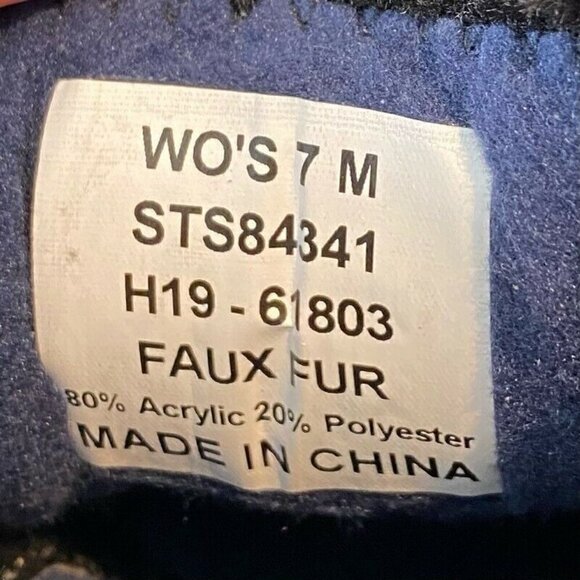 WO'S 7 M
STS84341
H19 - 61803
FAUX FUR
80% Acrylic 20% Polyester
MADE IN CHINA